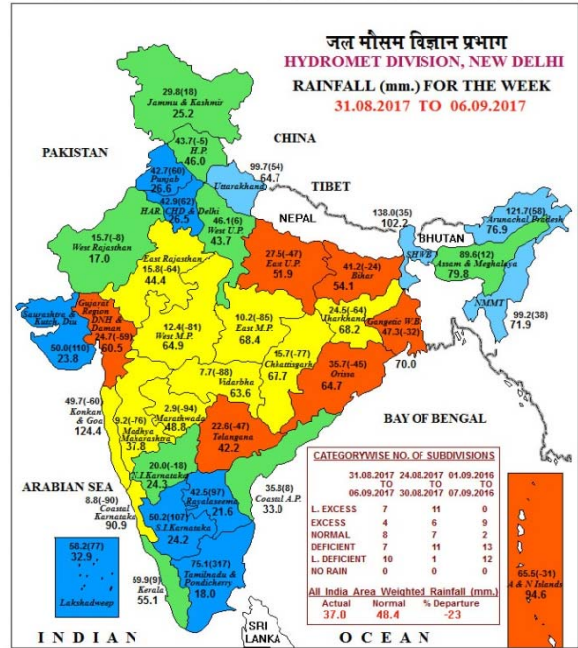 जल मौसम विज्ञान प्रभाग
HYDROMET DIVISION, NEW DELHI
RAINFALL (mm.) FOR THE WEEK
31.08.2017 TO 06.09.2017
29.8(18)
Jammu & Kashmir
25.2
CHINA
43.7(-5)
H.P.
46.0
PAKISTAN
42.7(60)
Punjab
26.6
99.7(54)
Uttarakhand
64.7
TIBET
42.9(62)
HAR. CHD & Delhi
26.5
46.1(6)
West U.P.
43.7
NEPAL
138.0(35)
102.2
121.7(58)
Arunachal Pradesh
76.9
BHUTAN
SHWB
89.6(12)
Assam & Meghalaya
79.8
NMMT
99.2(38)
71.9
15.7(-8)
West Rajasthan
17.0
East Rajasthan
15.8(-64)
44.4
27.5(-47)
East U.P.
51.9
41.2(-24)
Bihar
54.1
24.5(-64)
Jharkhand
68.2
Gangetic W.B
47.3(-32)
70.0
Saurashtra &
Kutch, Diu
50.0(110)
23.8
Gujarat
Region
DNH &
Daman
24.7(-59)
60.5
12.4(-81)
West M.P.
64.9
10.2(-85)
East M.P.
68.4
15.7(-77)
Chhattisgarh
67.7
35.7(-45)
Orissa
64.7
7.7(-88)
Vidarbha
63.6
49.7(-60)
Konkan
& Goa
124.4
9.2(-76)
Madhya
Maharashtra
37.8
2.9(-94)
Marathwada
48.8
22.6(-47)
Telangana
42.2
BAY OF BENGAL
ARABIAN SEA
20.0(-18)
N.I.Karnataka
24.3
42.5(97)
Rayalaseema
21.6
35.8(8)
Coastal A.P.
33.0
8.8(-90)
Coastal
Karnataka
90.9
50.2(107)
S.I.Karnataka
24.2
58.2(77)
32.9
Lakshadweep
59.9(9)
Kerala
55.1
75.1(317)
Tamilnadu &
Pondicherry
18.0
CATEGORYWISE NO. OF SUBDIVISIONS
31.08.2017 24.08.2017 01.09.2016
TO TO TO
06.09.2017 30.08.2017 07.09.2016
L. EXCESS 7 11 0
EXCESS 4 6 9
NORMAL 8 7 2
DEFICIENT 7 11 13
L. DEFICIENT 10 1 12
NO RAIN 0 0 0
All India Area Weighted Rainfall (mm.)
Actual Normal % Departure
37.0 48.4 -23
65.5(-31)
A & N Islands
94.6
SRI
LANKA
INDIAN OCEAN